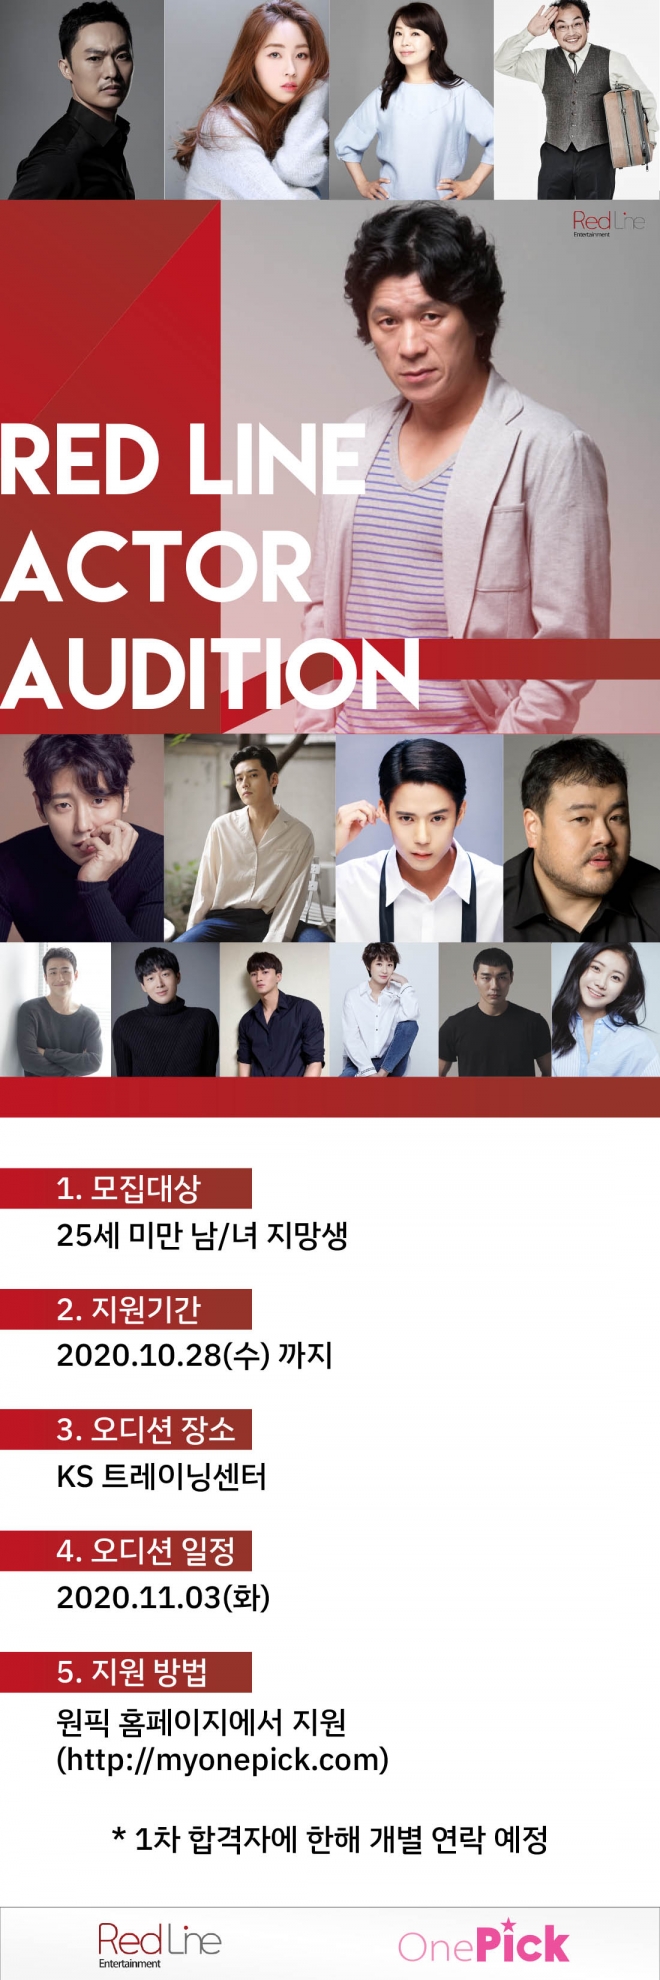 RedLine
Entertainment
RED LINE
ACTOR
AUDITION
1. 모집대상
25세 미만 남/녀 지망생
2. 지원기간
2020.10.28(수) 까지
3. 오디션 장소
KS 트레이닝센터
4. 오디션 일정
2020.11.03(화)
5. 지원 방법
원픽 홈페이지에서 지원
(http://myonepick.com)
* 1차 합격자에 한해 개별 연락 예정
RedLine
Entertainment
OnePick